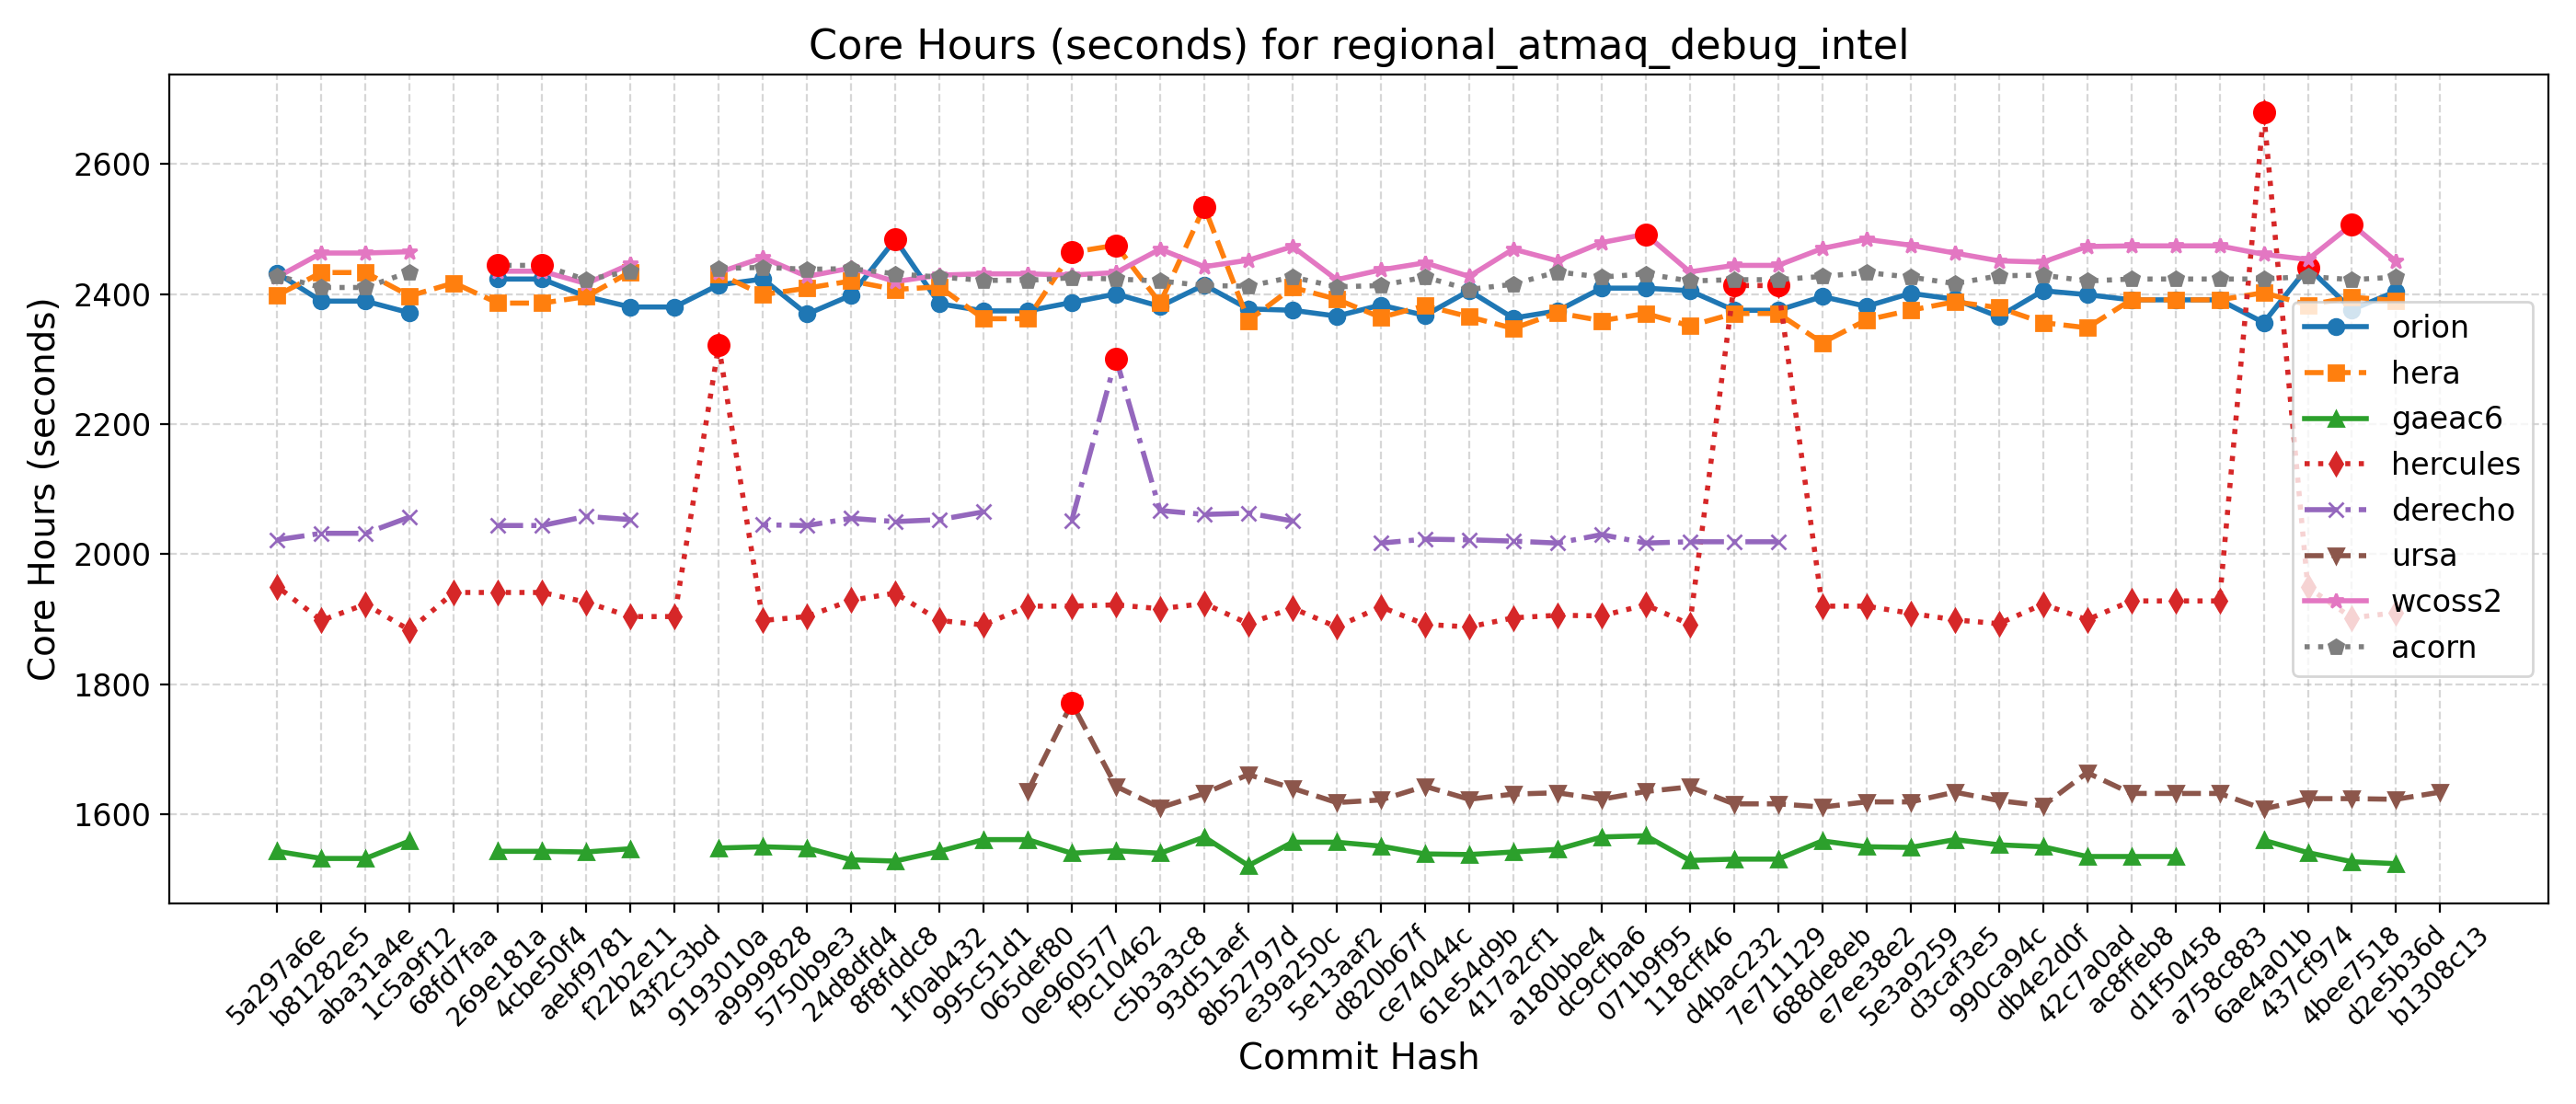 Core Hours (seconds) for regional_atmaq_debug_intel
Core Hours (seconds)
2600
2400
2200
2000
1800
1600
orion
hera
gaeac6
hercules
derecho
ursa
wcoss2
acorn
5a297a6e
b81282e5
aba31a4e
1c5a9f12
68fd7faa
269e181a
4cbe50f4
aebf9781
f22b2e11
43f2c3bd
9193010a
a9999828
5750b9e3
24d8dfd4
8f8fddc8
1f0ab432
995c51d1
065def80
0e960577
f9c10462
c5b3a3c8
93d51aef
8b52797d
e39a250c
5e13aaf2
d820b67f
ce74044c
61e54d9b
417a2cf1
a180bbe4
dc9cfba6
071b9f95
118cff46
d4bac232
7e711129
688de8eb
e7ee38e2
5e3a9259
d3caf3e5
990ca94c
db4e2d0f
42c7a0ad
ac8ffeb8
d1f50458
a758c883
6ae4a01b
437cf974
4bee7518
d2e5b36d
b1308c13
Commit Hash